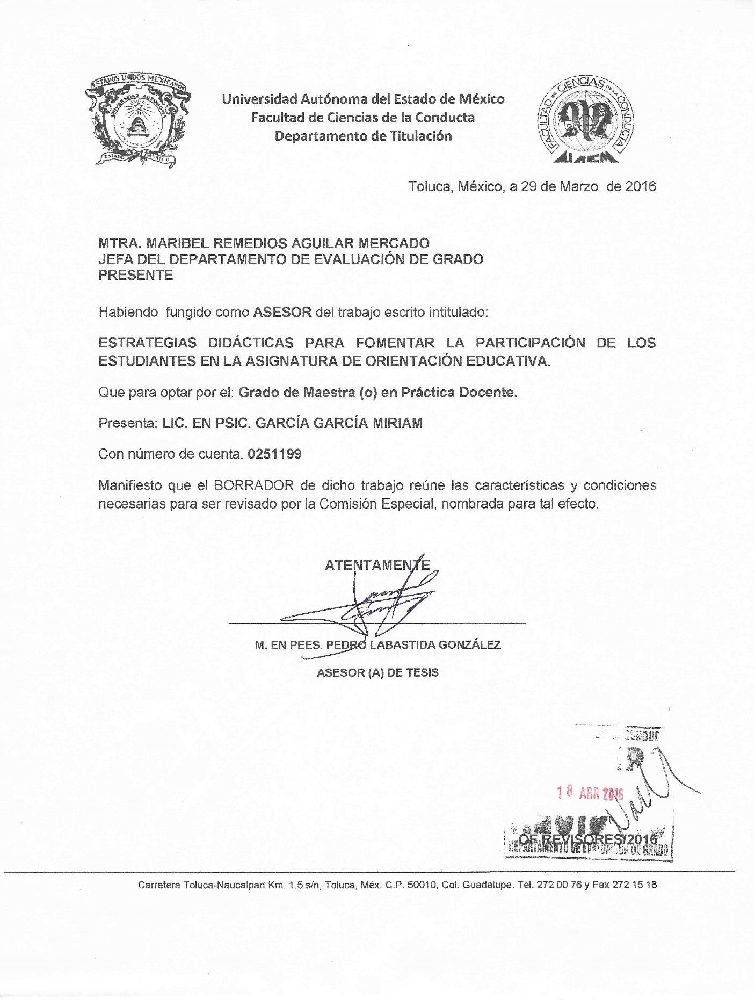 ESTADOS UNIDOS MEXICANOS
UNIVERSIDAD AUTONOMA
ESTADO MEXICO
Universidad Autónoma del Estado de México
Facultad de Ciencias de la Conducta
Departamento de Titulación
FACULTAD DE CIENCIAS DE LA CONDUCTA
UAEM
Toluca, México, a 29 de Marzo de 2016
MTRA. MARIBEL REMEDIOS AGUILAR MERCADO
JEFA DEL DEPARTAMENTO DE EVALUACIÓN DE GRADO
PRESENTE
Habiendo fungido como ASESOR del trabajo escrito intitulado:
ESTRATEGIAS DIDÁCTICAS PARA FOMENTAR LA PARTICIPACIÓN DE LOS
ESTUDIANTES EN LA ASIGNATURA DE ORIENTACIÓN EDUCATIVA.
Que para optar por el: Grado de Maestra (o) en Práctica Docente.
Presenta: LIC. EN PSIC. GARCÍA GARCÍA MIRIAM
Con número de cuenta. 0251199
Manifiesto que el BORRADOR de dicho trabajo reúne las características y condiciones
necesarias para ser revisado por la Comisión Especial, nombrada para tal efecto.
ATENTAMENTE
M. EN PEES. PEDRO LABASTIDA GONZÁLEZ
ASESOR (A) DE TESIS
18 ABR 2016
OF REVISORES/2016
DEPARTAMENTO DE EVALUACION DE GRADO
Carretera Toluca-Naucalpan Km. 1.5 s/n, Toluca, Méx. C.P. 50010, Col. Guadalupe. Tel. 272 00 76 y Fax 272 15 18